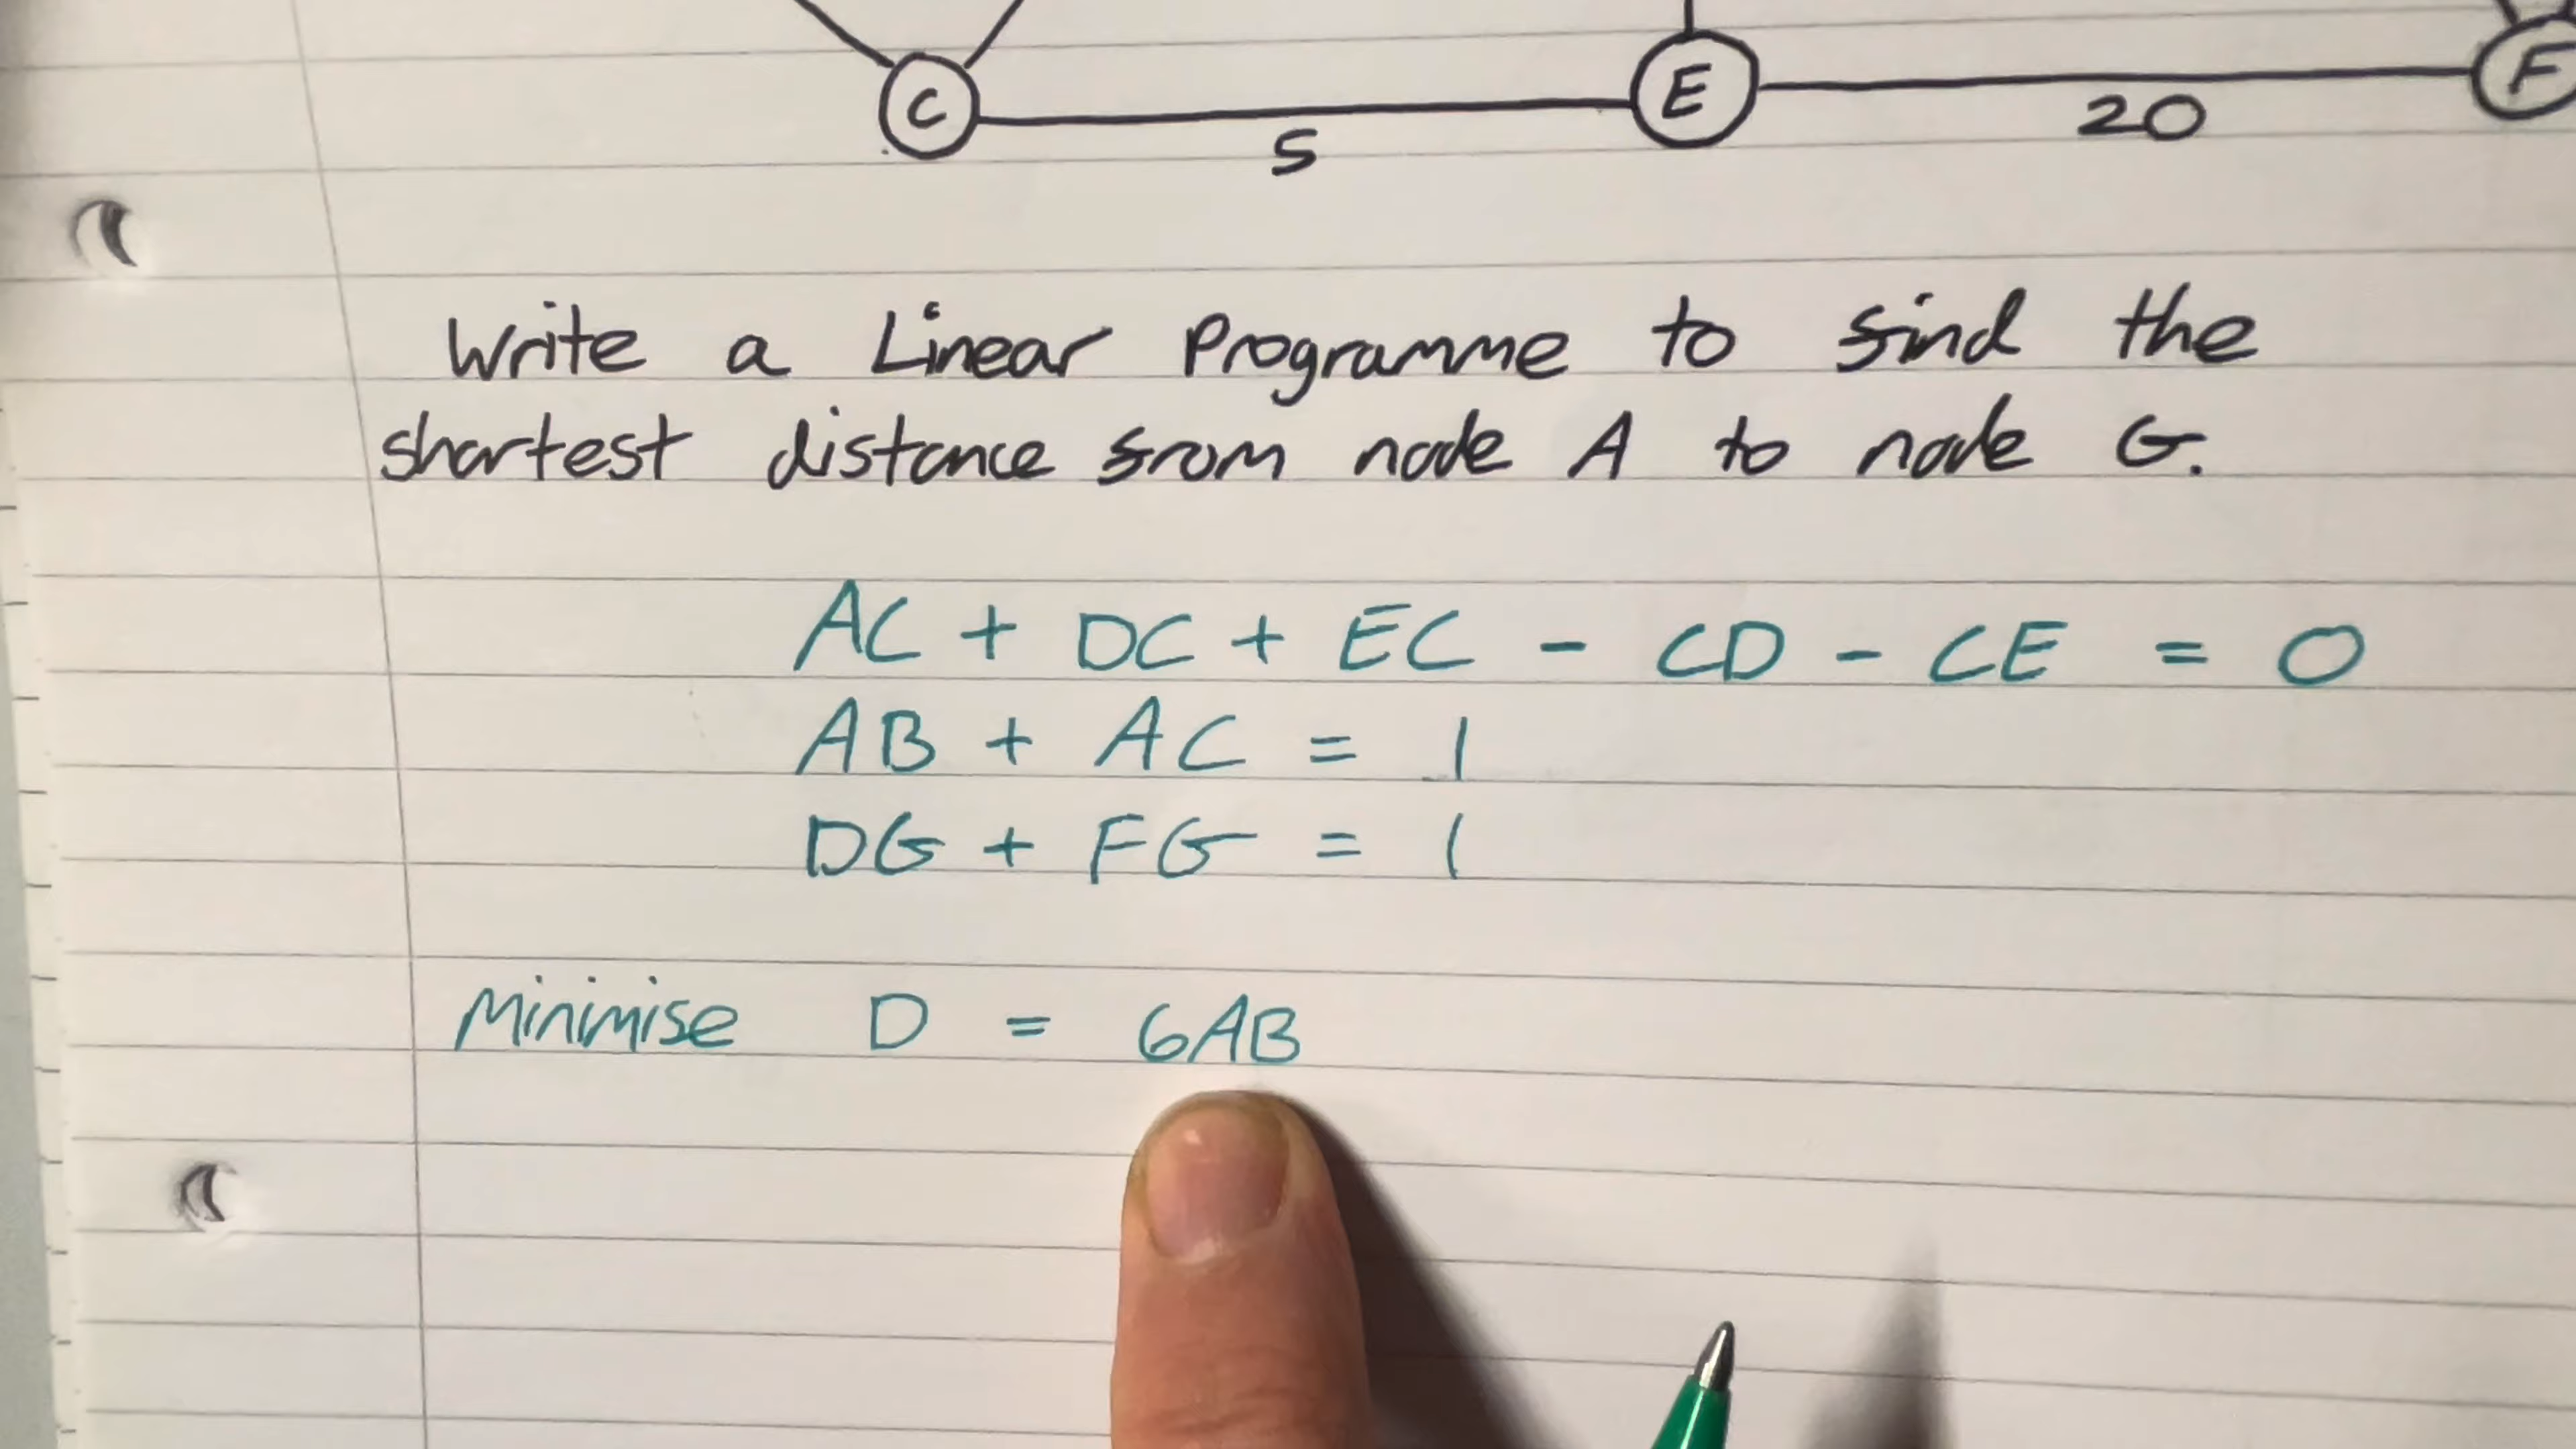 C E F
5 20
Write a Linear Programme to find the
shortest distance from node A to node G.
AC + DC + EC - CD - CE = 0
AB + AC = 1
DG + FG = 1
Minimise D = 6AB